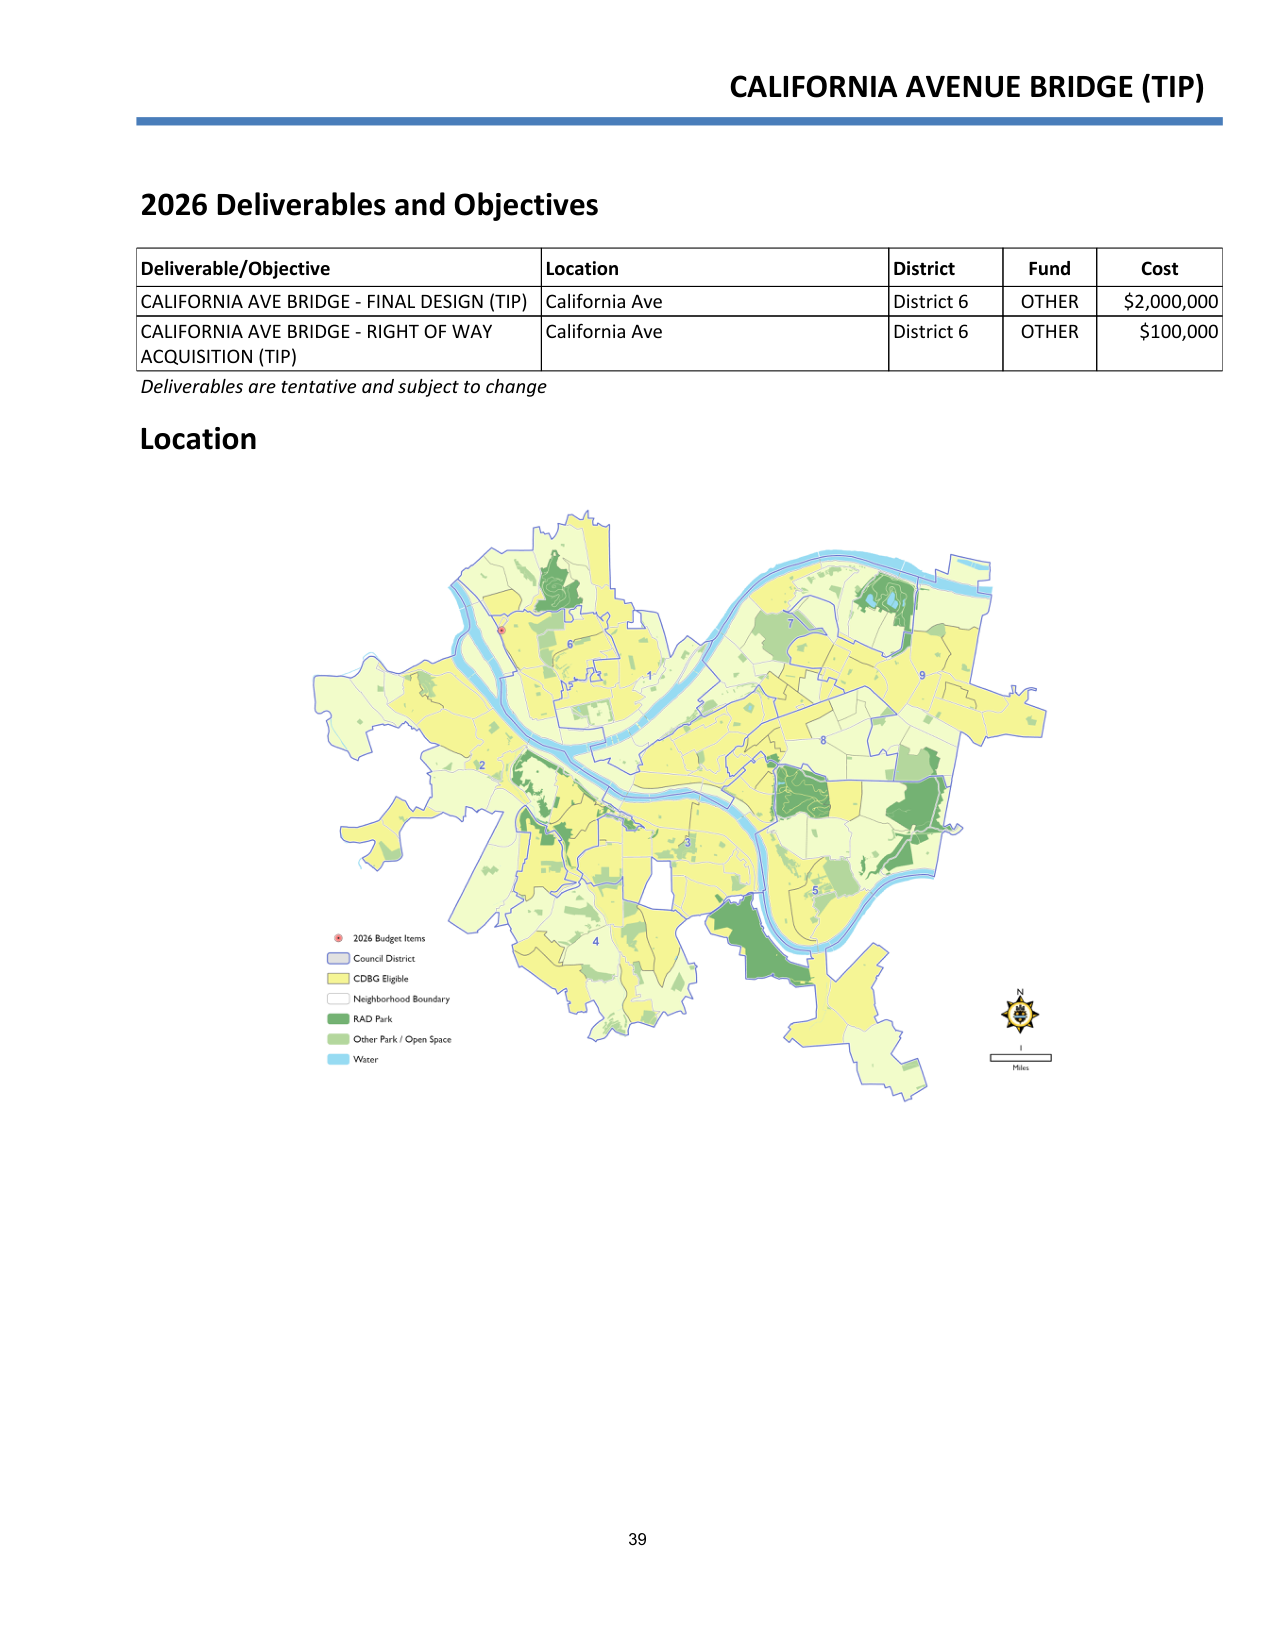 CALIFORNIA AVENUE BRIDGE (TIP)
2026 Deliverables and Objectives
Deliverable/Objective Location District Fund Cost
CALIFORNIA AVE BRIDGE - FINAL DESIGN (TIP) California Ave District 6 OTHER $2,000,000
CALIFORNIA AVE BRIDGE - RIGHT OF WAY California Ave District 6 OTHER $100,000
ACQUISITION (TIP)
Deliverables are tentative and subject to change
Location
7
6
1
9
8
2
3
5
4
2026 Budget Items
Council District
CDBG Eligible
Neighborhood Boundary
RAD Park
Other Park / Open Space
Water
N
1
Miles
39